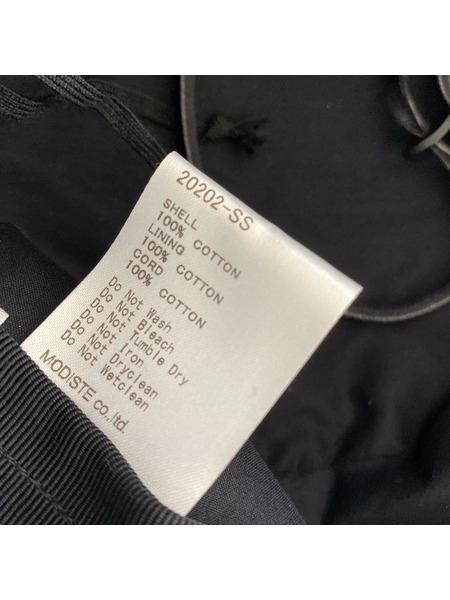 20202-SS
SHELL
100% COTTON
LINING
100% COTTON
CORD
100% COTTON
Do Not Wash
Do Not Bleach
Do Not Tumble Dry
Do Not Iron
Do Not Dryclean
Do Not Wetclean
MODISTE co.,ltd.